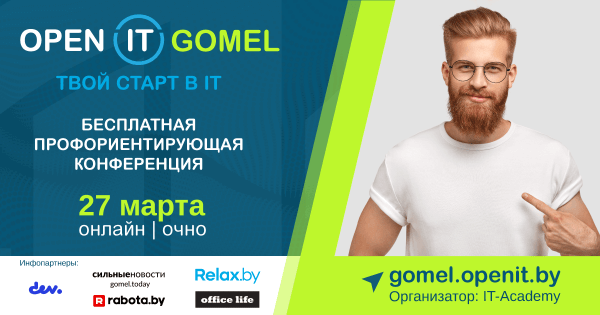 OPEN IT GOMEL
ТВОЙ СТАРТ В IT
БЕСПЛАТНАЯ
ПРОФОРИЕНТИРУЮЩАЯ
КОНФЕРЕНЦИЯ
27 марта
онлайн | очно
Инфопартнеры:
dev.
СИЛЬНЫЕНОВОСТИ
gomel.today
R rabota.by
Relax.by
office life
gomel.openit.by
Организатор: IT-Academy